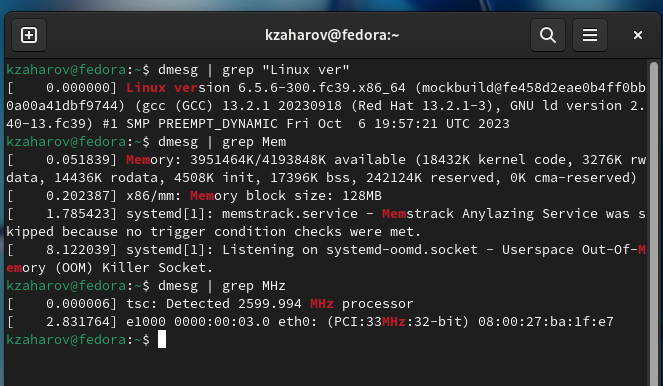 kzaharov@fedora:~
kzaharov@fedora:~$ dmesg | grep "Linux ver"
[    0.000000] Linux version 6.5.6-300.fc39.x86_64 (mockbuild@fe458d2eae0b4ff0bb
0a00a41dbf9744) (gcc (GCC) 13.2.1 20230918 (Red Hat 13.2.1-3), GNU ld version 2.
40-13.fc39) #1 SMP PREEMPT_DYNAMIC Fri Oct  6 19:57:21 UTC 2023
kzaharov@fedora:~$ dmesg | grep Mem
[    0.051839] Memory: 3951464K/4193848K available (18432K kernel code, 3276K rw
data, 14436K rodata, 4508K init, 17396K bss, 242124K reserved, 0K cma-reserved)
[    0.202387] x86/mm: Memory block size: 128MB
[    1.785423] systemd[1]: memstrack.service - Memstrack Anylazing Service was s
kipped because no trigger condition checks were met.
[    8.122039] systemd[1]: Listening on systemd-oomd.socket - Userspace Out-Of-M
emory (OOM) Killer Socket.
kzaharov@fedora:~$ dmesg | grep MHz
[    0.000006] tsc: Detected 2599.994 MHz processor
[    2.831764] e1000 0000:00:03.0 eth0: (PCI:33MHz:32-bit) 08:00:27:ba:1f:e7
kzaharov@fedora:~$